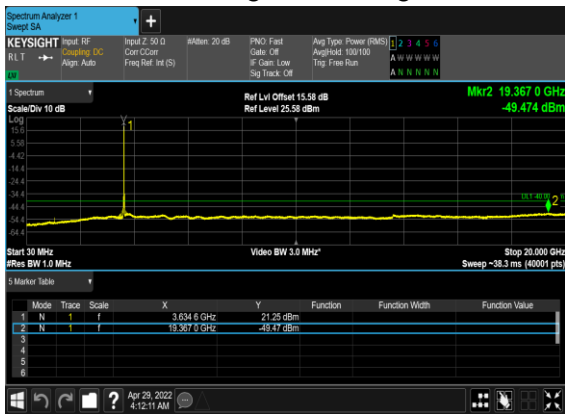 Spectrum Analyzer 1
Swept SA
KEYSIGHT Input: RF Input Z: 50 Ω #Atten: 20 dB PNO: Fast Avg Type: Power (RMS) 1 2 3 4 5 6
RLT Coupling: DC Corr CCorr Gate: Off Avg|Hold: 100/100 A W W W W W
Align: Auto Freq Ref: Int (S) IF Gain: Low Trig: Free Run
Sig Track: Off A N N N N N
1 Spectrum Ref Lvl Offset 15.58 dB Mkr2 19.367 0 GHz
Scale/Div 10 dB Ref Level 25.58 dBm -49.474 dBm
Log
15.6
5.58
-4.42
-14.4
-24.4
-34.4
-44.4
-54.4
-64.4
1
2
Start 30 MHz Video BW 3.0 MHz* Stop 20.000 GHz
#Res BW 1.0 MHz Sweep ~38.3 ms (40001 pts)
5 Marker Table
Mode Trace Scale X Y Function Function Width Function Value
1 N 1 f 3.634 6 GHz 21.25 dBm
2 N 1 f 19.367 0 GHz -49.47 dBm
3
4
5
6
Apr 29, 2022
4:12:11 AM